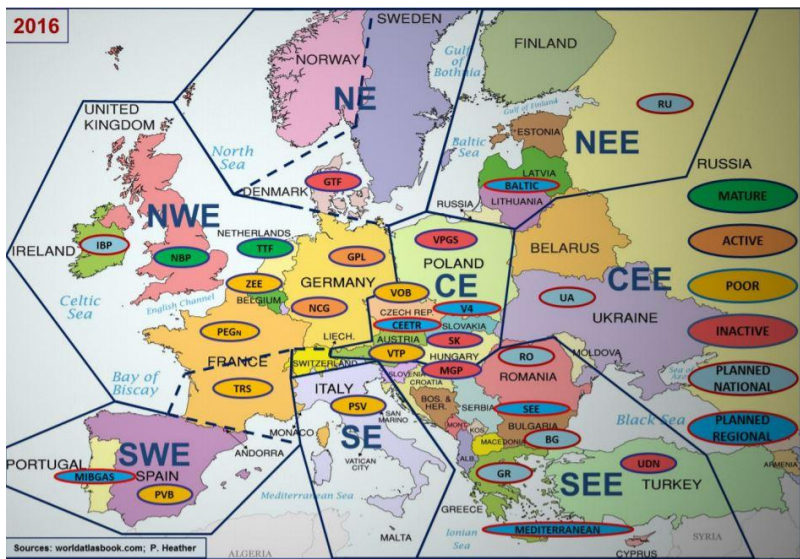 2016
SWEDEN
FINLAND
NORWAY
Gulf of
Bothnia
UNITED
KINGDOM
NE
RU
Gulf of Finland
North
Sea
Baltic
Sea
ESTONIA
NEE
RUSSIA
LATVIA
DENMARK
GTF
BALTIC
LITHUANIA
MATURE
RUSSIA
NWE
NETHERLANDS
IRELAND
IBP
NBP
TTF
VPGS
BELARUS
ACTIVE
GPL
POLAND
ZEE
GERMANY
CE
CEE
POOR
English Channel
BELGIUM
VOB
UA
Celtic
Sea
NCG
CZECH REP.
V4
UKRAINE
CEETR
SLOVAKIA
INACTIVE
PEGN
LIECH.
AUSTRIA
SK
FRANCE
SWITZERLAND
VTP
HUNGARY
RO
MOLDOVA
PLANNED
NATIONAL
Bay of
Biscay
TRS
MGP
SLOVENIA
CROATIA
ROMANIA
Sea of
ITALY
BOS. &
HER.
SERBIA
SEE
PLANNED
REGIONAL
PSV
SAN
MARINO
Black Sea
MONT.
KOS.
BULGARIA
BG
SWE
MONACO
SE
MACEDONIA
PORTUGAL
ANDORRA
VATICAN
CITY
ALB.
ARMENIA
MIBGAS
SPAIN
GR
SEE
UDN
TURKEY
PVB
Mediterranean Sea
GREECE
MALTA
Ionian
Sea
MEDITERRANEAN
SYRIA
CYPRUS
Sources: worldatlasbook.com; P. Heather
ALGERIA